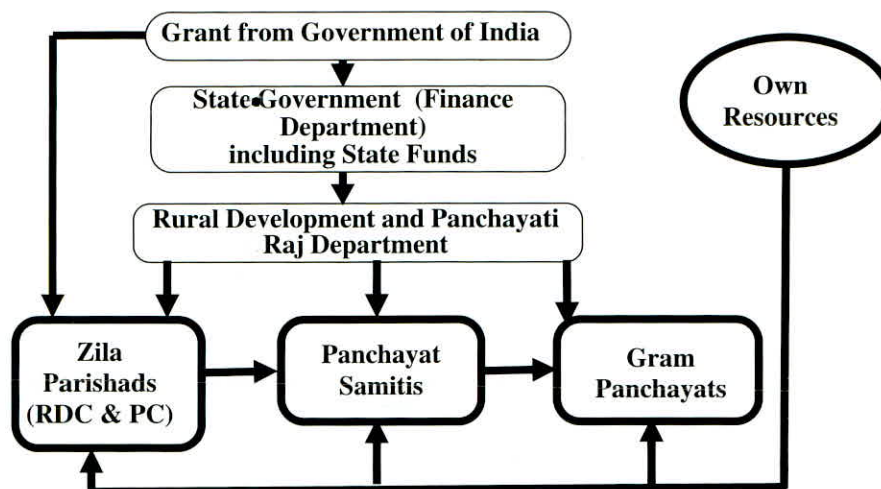 Grant from Government of India
State Government (Finance
Department)
including State Funds
Own
Resources
Rural Development and Panchayati
Raj Department
Zila
Parishads
(RDC & PC)
Panchayat
Samitis
Gram
Panchayats